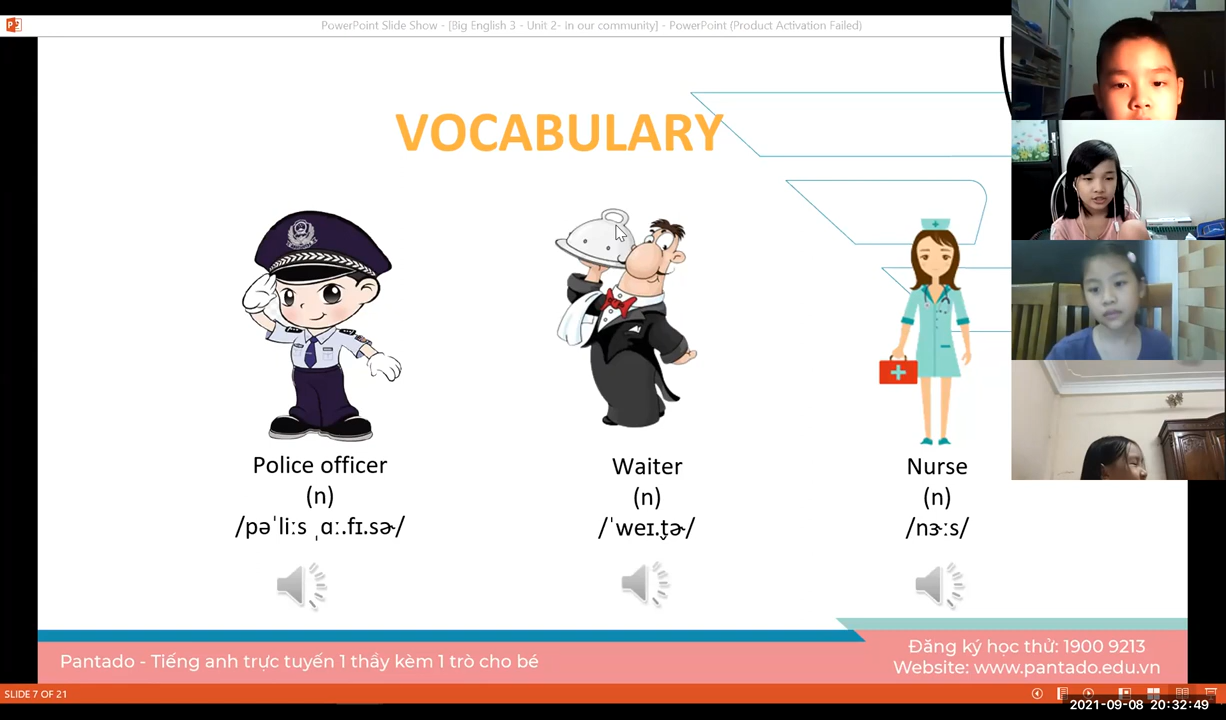 PowerPoint Slide Show - [Big English 3 - Unit 2- In our community] - PowerPoint (Product Activation Failed)
VOCABULARY
Police officer
(n)
/pəˈliːs ˌɑː.fɪ.sɚ/
Waiter
(n)
/ˈweɪ.t̬ɚ/
Nurse
(n)
/nɝːs/
Pantado - Tiếng anh trực tuyến 1 thầy kèm 1 trò cho bé
Đăng ký học thử: 1900 9213
Website: www.pantado.edu.vn
SLIDE 7 OF 21
2021-09-08 20:32:49